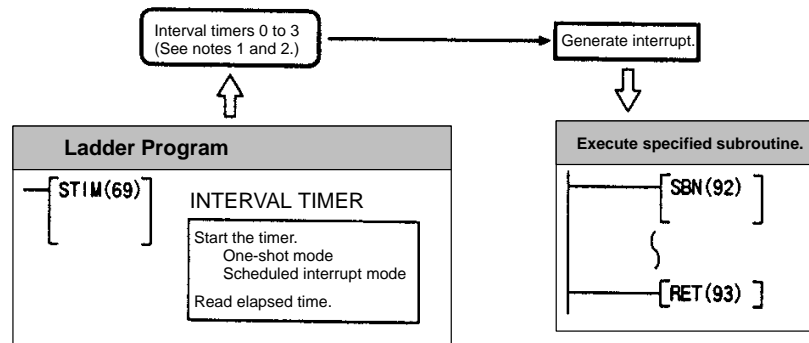 Interval timers 0 to 3
(See notes 1 and 2.)
Generate interrupt.
Ladder Program
STIM(69)
INTERVAL TIMER
Start the timer.
One-shot mode
Scheduled interrupt mode
Read elapsed time.
Execute specified subroutine.
SBN(92)
RET(93)